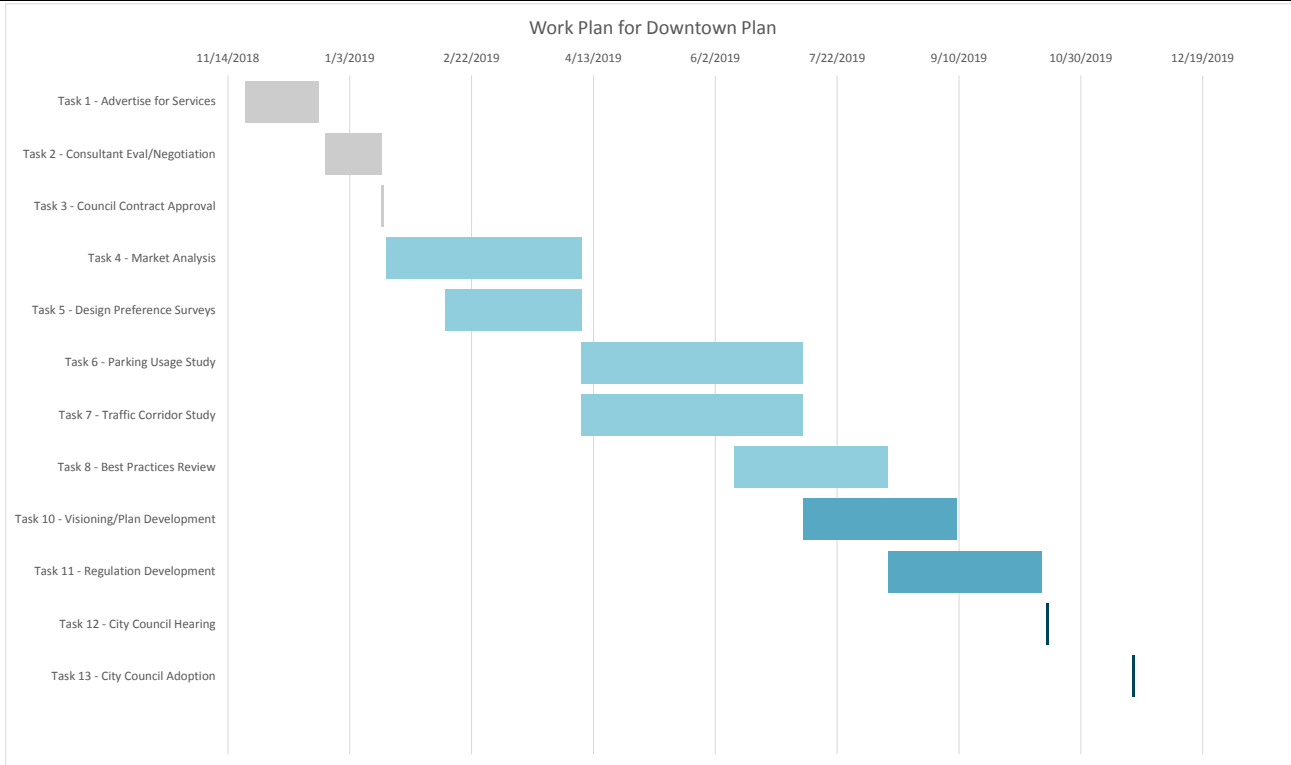 Work Plan for Downtown Plan
11/14/2018 1/3/2019 2/22/2019 4/13/2019 6/2/2019 7/22/2019 9/10/2019 10/30/2019 12/19/2019
Task 1 - Advertise for Services
Task 2 - Consultant Eval/Negotiation
Task 3 - Council Contract Approval
Task 4 - Market Analysis
Task 5 - Design Preference Surveys
Task 6 - Parking Usage Study
Task 7 - Traffic Corridor Study
Task 8 - Best Practices Review
Task 10 - Visioning/Plan Development
Task 11 - Regulation Development
Task 12 - City Council Hearing
Task 13 - City Council Adoption